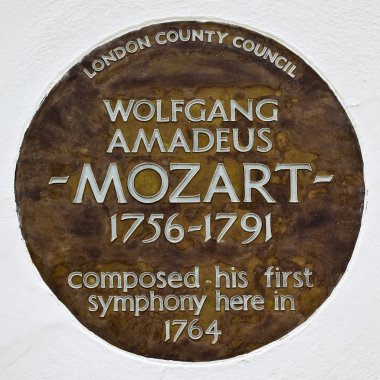 LONDON COUNTY COUNCIL
WOLFGANG
AMADEUS
-MOZART-
1756-1791
composed his first
symphony here in
1764